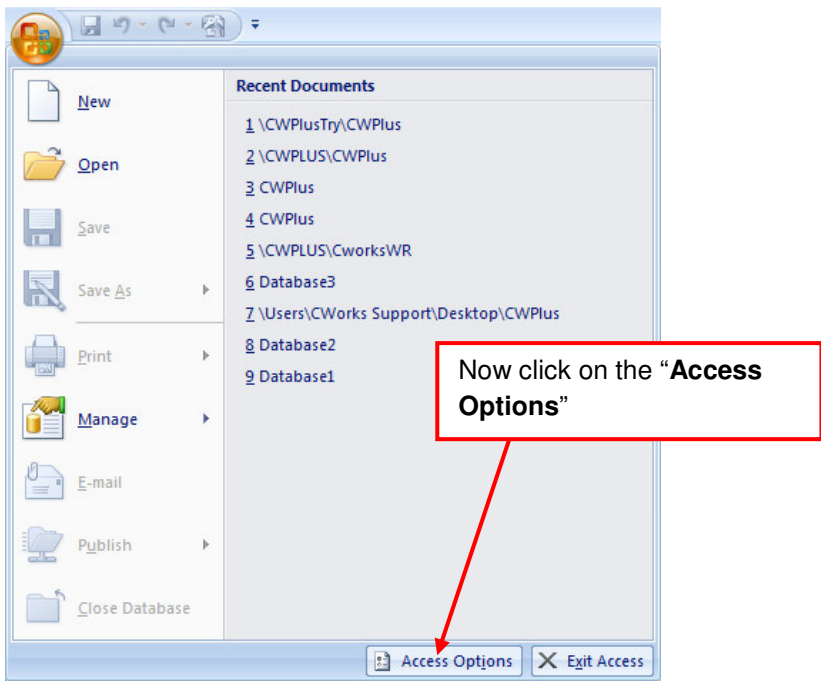 New
Open
Save
Save As
Print
Manage
E-mail
Publish
Close Database
Recent Documents
1 \CWPlusTry\CWPlus
2 \CWPLUS\CWPlus
3 CWPlus
4 CWPlus
5 \CWPLUS\CworksWR
6 Database3
7 \Users\CWorks Support\Desktop\CWPlus
8 Database2
9 Database1
Now click on the “Access
Options”
Access Options
Exit Access